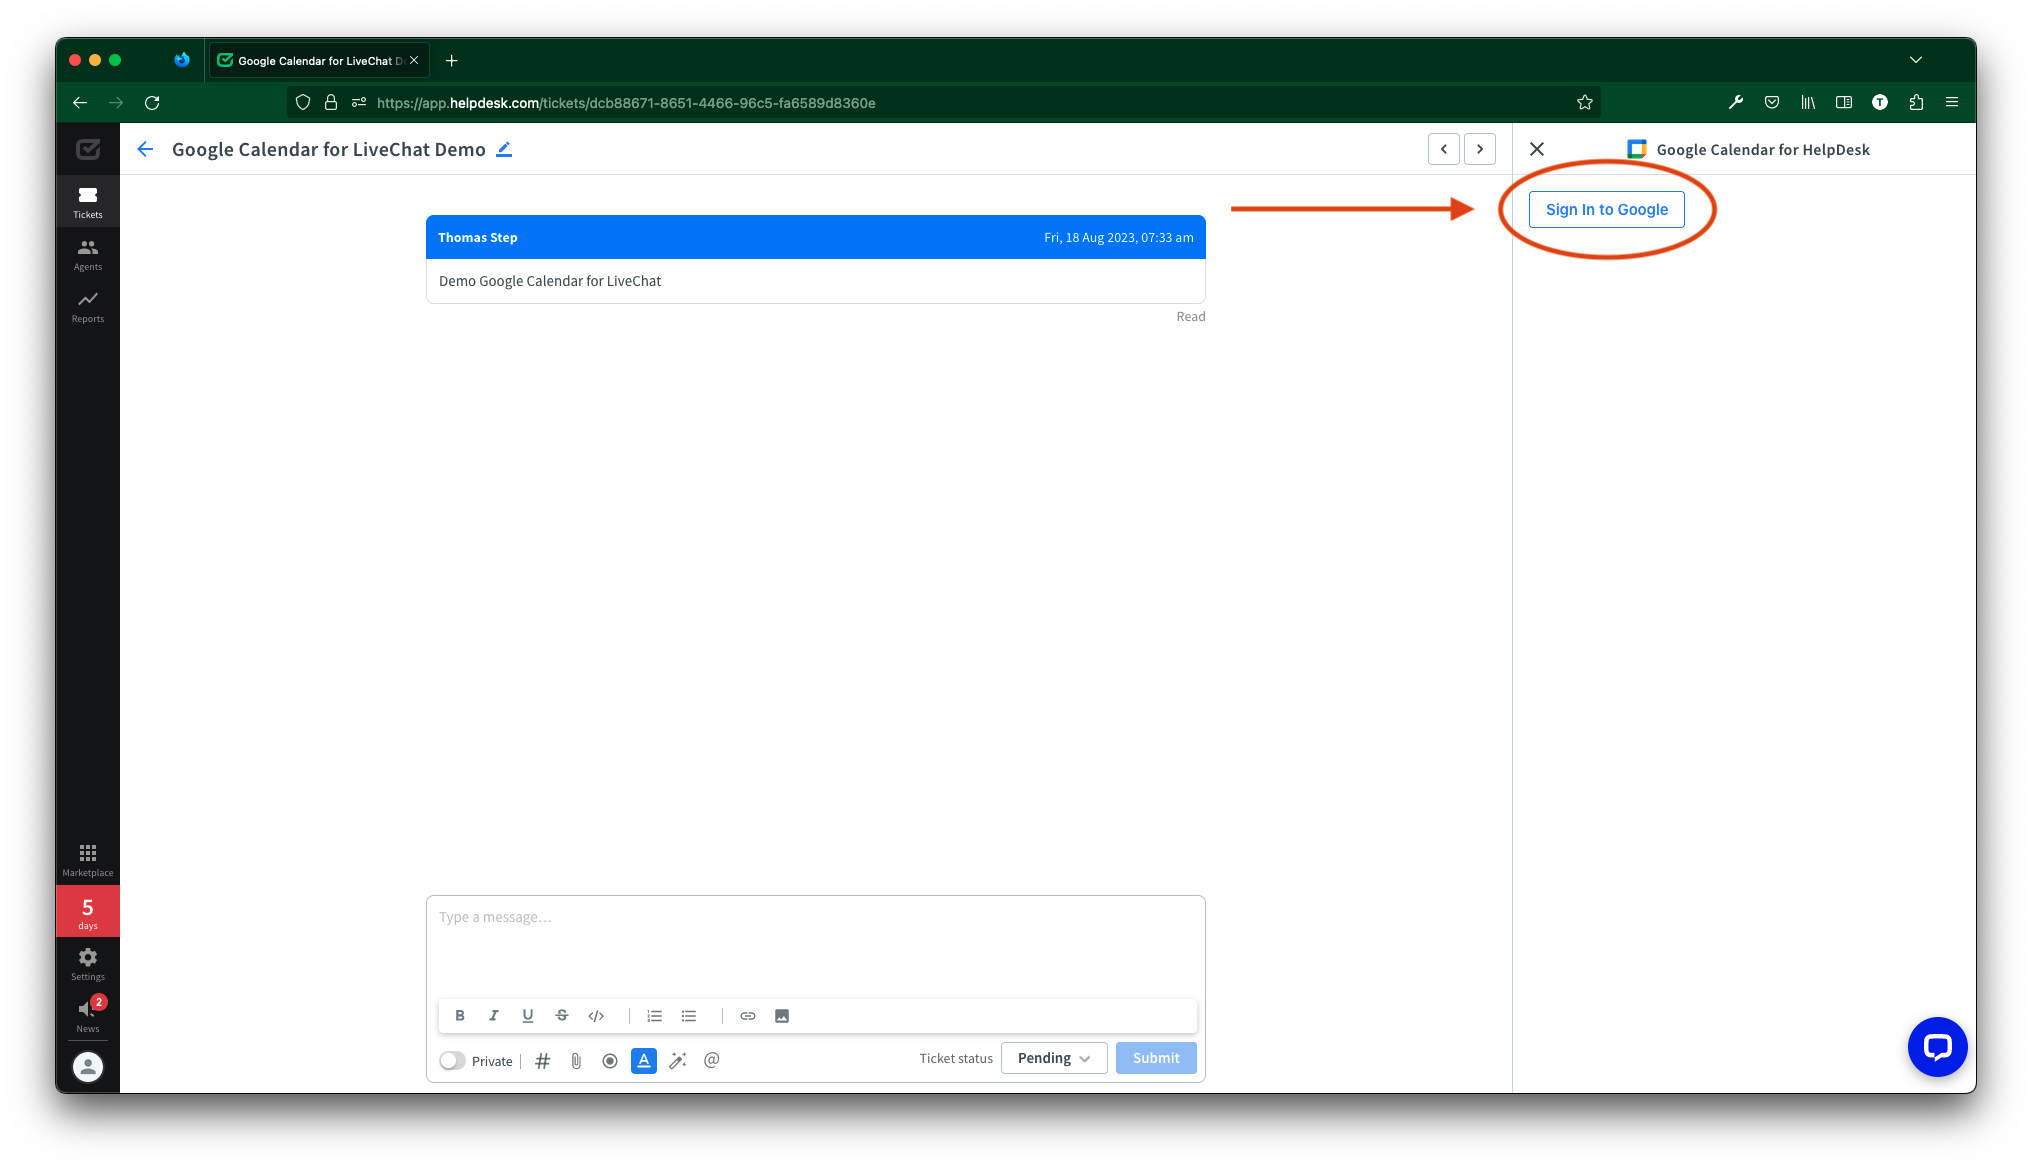 Google Calendar for LiveChat D
https://app.helpdesk.com/tickets/dcb88671-8651-4466-96c5-fa6589d8360e
T
Google Calendar for LiveChat Demo
Google Calendar for HelpDesk
Sign In to Google
Tickets
Agents
Reports
Thomas Step
Fri, 18 Aug 2023, 07:33 am
Demo Google Calendar for LiveChat
Read
Marketplace
5
days
Settings
2
News
Type a message…
B I U S </>
Private # A @
Ticket status
Pending
Submit